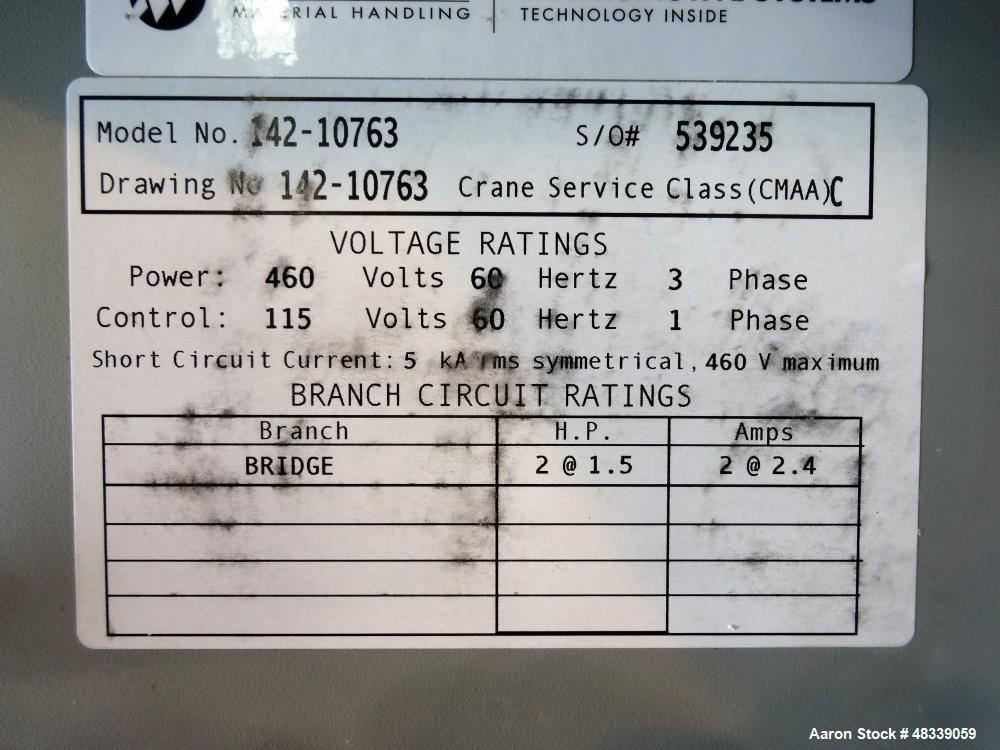 MATERIAL HANDLING
TECHNOLOGY INSIDE
Model No. 142-10763 S/O# 539235
Drawing No 142-10763 Crane Service Class(CMAA)C
VOLTAGE RATINGS
Power: 460 Volts 60 Hertz 3 Phase
Control: 115 Volts 60 Hertz 1 Phase
Short Circuit Current: 5 kA rms symmetrical, 460 V maximum
BRANCH CIRCUIT RATINGS
Branch H.P. Amps
BRIDGE 2 @ 1.5 2 @ 2.4
Aaron Stock # 48339059